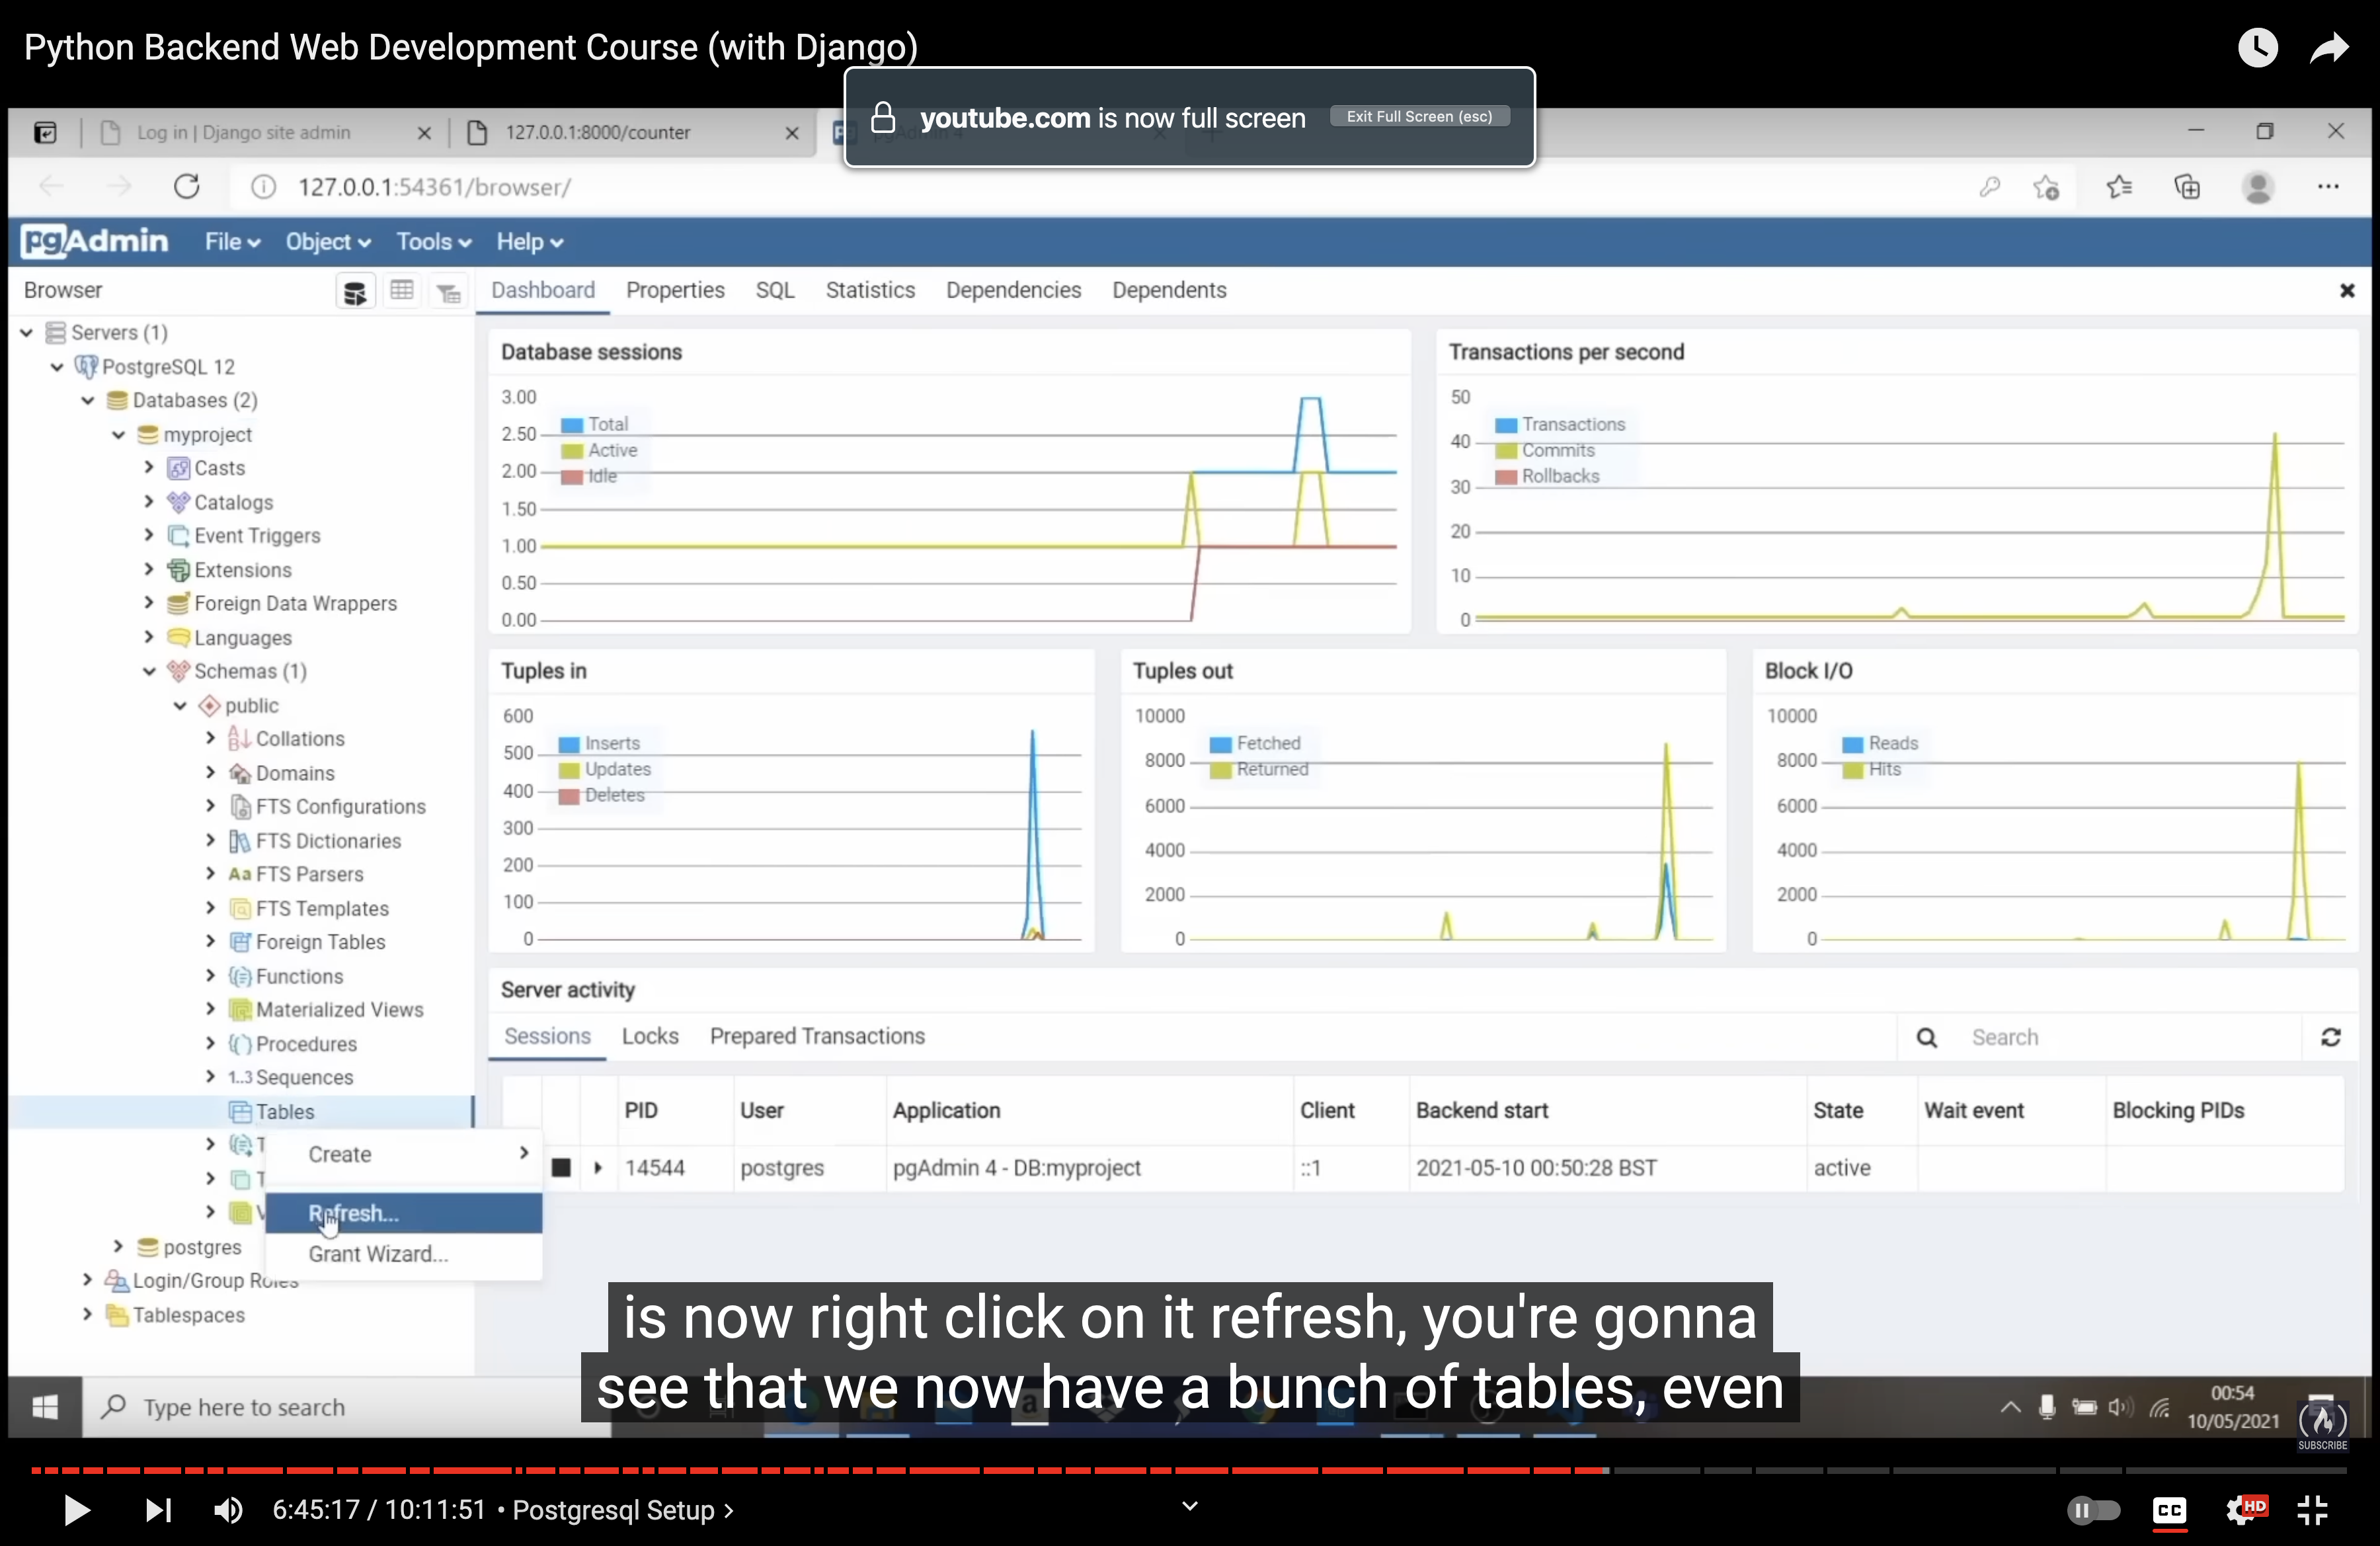 Python Backend Web Development Course (with Django)
youtube.com is now full screen
Exit Full Screen (esc)
Log in | Django site admin
127.0.0.1:8000/counter
127.0.0.1:54361/browser/
pgAdmin
File
Object
Tools
Help
Browser
Dashboard
Properties
SQL
Statistics
Dependencies
Dependents
Servers (1)
PostgreSQL 12
Databases (2)
myproject
Casts
Catalogs
Event Triggers
Extensions
Foreign Data Wrappers
Languages
Schemas (1)
public
Collations
Domains
FTS Configurations
FTS Dictionaries
Aa FTS Parsers
FTS Templates
Foreign Tables
Functions
Materialized Views
Procedures
1..3 Sequences
Tables
T
T
V
postgres
Login/Group Roles
Tablespaces
Create
Refresh...
Grant Wizard...
Database sessions
3.00
2.50
2.00
1.50
1.00
0.50
0.00
Total
Active
Idle
Transactions per second
50
40
30
20
10
0
Transactions
Commits
Rollbacks
Tuples in
600
500
400
300
200
100
0
Inserts
Updates
Deletes
Tuples out
10000
8000
6000
4000
2000
0
Fetched
Returned
Block I/O
10000
8000
6000
4000
2000
0
Reads
Hits
Server activity
Sessions
Locks
Prepared Transactions
Search
PID User Application Client Backend start State Wait event Blocking PIDs
14544 postgres pgAdmin 4 - DB:myproject ::1 2021-05-10 00:50:28 BST active
is now right click on it refresh, you're gonna
see that we now have a bunch of tables, even
Type here to search
00:54
10/05/2021
SUBSCRIBE
6:45:17 / 10:11:51 • Postgresql Setup
CC
HD